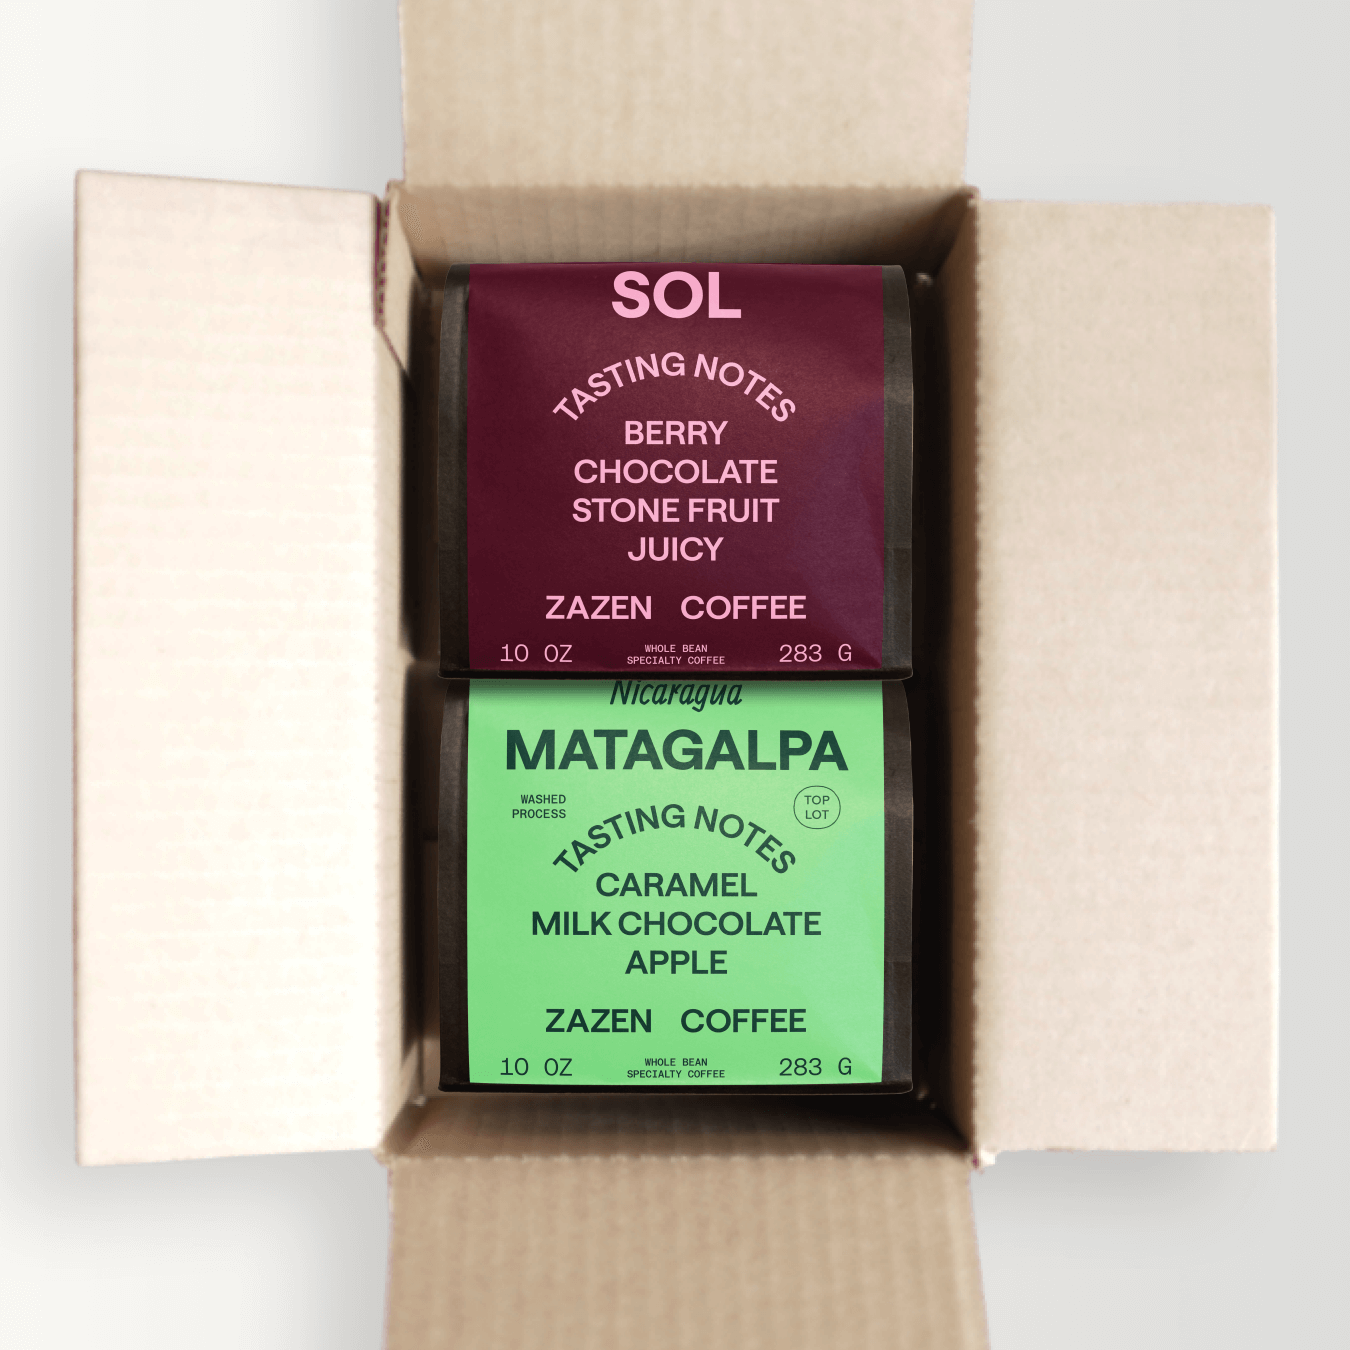 SOL
TASTING NOTES
BERRY
CHOCOLATE
STONE FRUIT
JUICY
ZAZEN COFFEE
10 OZ
WHOLE BEAN
SPECIALTY COFFEE
283 G
Nicaragua
MATAGALPA
WASHED
PROCESS
TOP
LOT
TASTING NOTES
CARAMEL
MILK CHOCOLATE
APPLE
ZAZEN COFFEE
10 OZ
WHOLE BEAN
SPECIALTY COFFEE
283 G